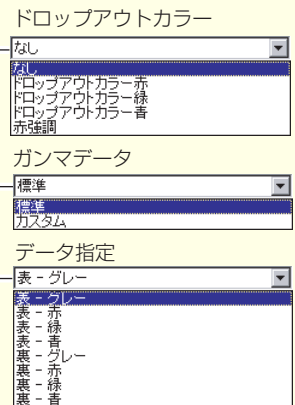 ドロップアウトカラー
なし
なし
ドロップアウトカラー赤
ドロップアウトカラー緑
ドロップアウトカラー青
赤強調
ガンマデータ
標準
標準
カスタム
データ指定
表 - グレー
表 - グレー
表 - 赤
表 - 緑
表 - 青
裏 - グレー
裏 - 赤
裏 - 緑
裏 - 青